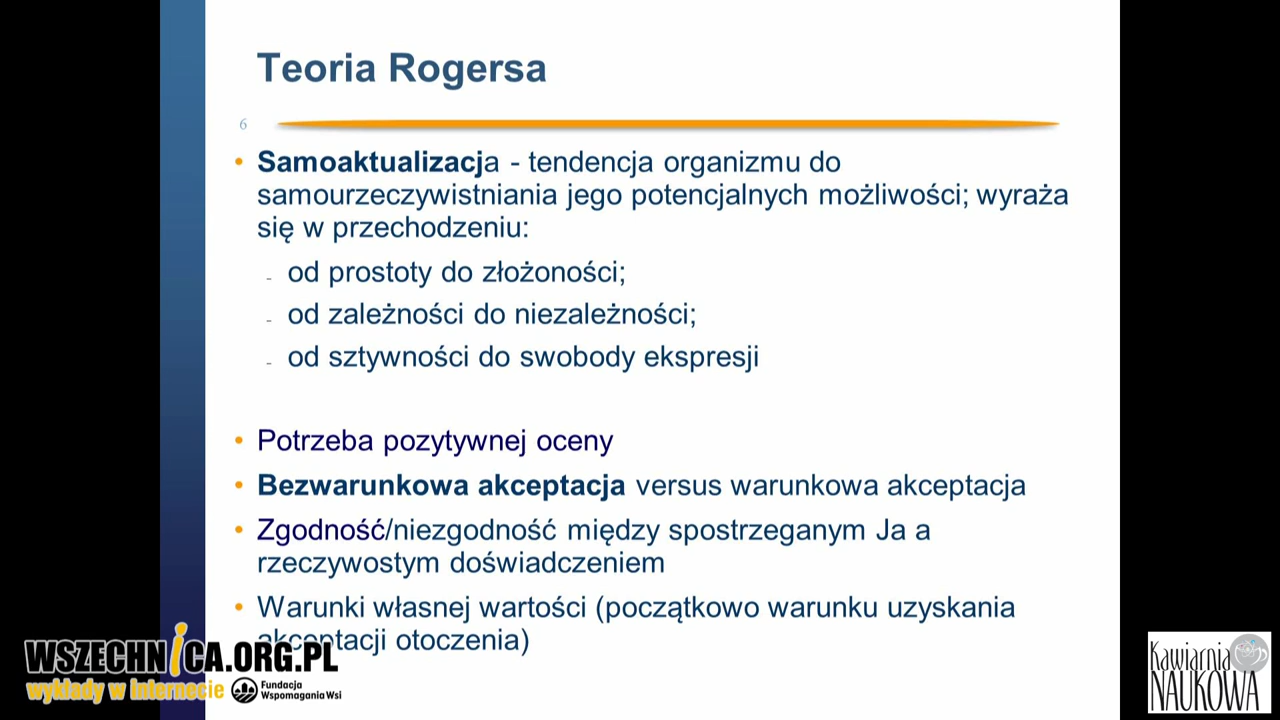 Teoria Rogersa
6
• Samoaktualizacja - tendencja organizmu do
samourzeczywistniania jego potencjalnych możliwości; wyraża
się w przechodzeniu:
- od prostoty do złożoności;
- od zależności do niezależności;
- od sztywności do swobody ekspresji
• Potrzeba pozytywnej oceny
• Bezwarunkowa akceptacja versus warunkowa akceptacja
• Zgodność/niezgodność między spostrzeganym Ja a
rzeczywostym doświadczeniem
• Warunki własnej wartości (początkowo warunku uzyskania
akceptacji otoczenia)
WSZECHNICA.ORG.PL
wykłady w Internecie
Fundacja
Wspomagania Wsi
Kawiarnia
NAUKOWA